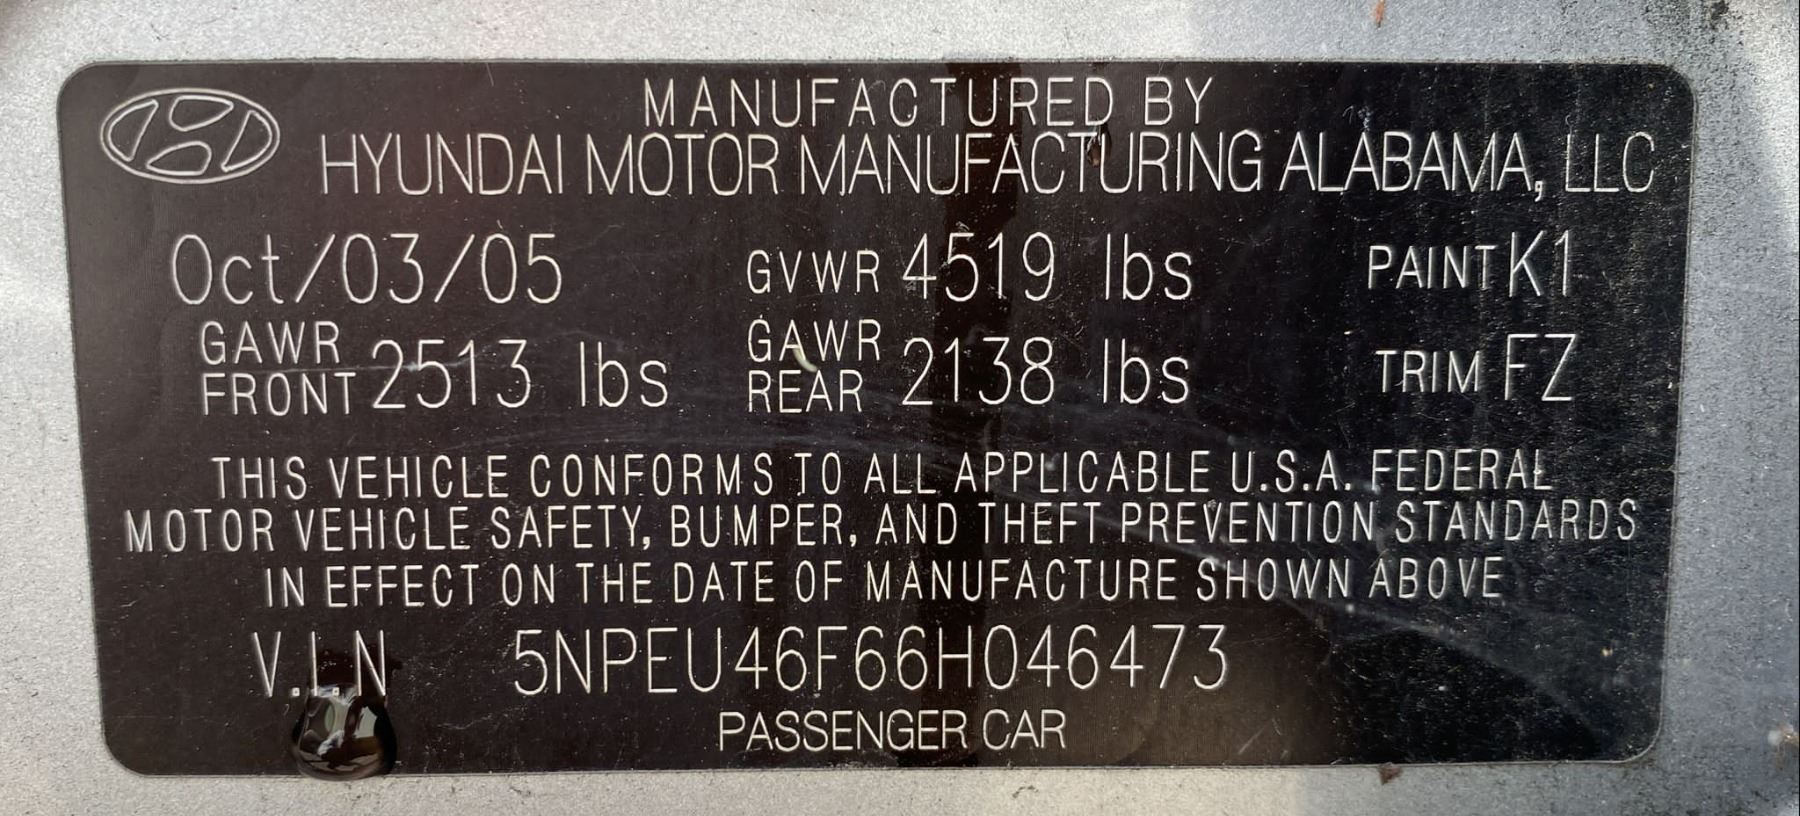 MANUFACTURED BY
HYUNDAI MOTOR MANUFACTURING ALABAMA, LLC
Oct/03/05 GVWR 4519 lbs PAINT K1
GAWR FRONT 2513 lbs GAWR REAR 2138 lbs TRIM FZ
THIS VEHICLE CONFORMS TO ALL APPLICABLE U.S.A. FEDERAL
MOTOR VEHICLE SAFETY, BUMPER, AND THEFT PREVENTION STANDARDS
IN EFFECT ON THE DATE OF MANUFACTURE SHOWN ABOVE
V.I.N 5NPEU46F66H046473
PASSENGER CAR